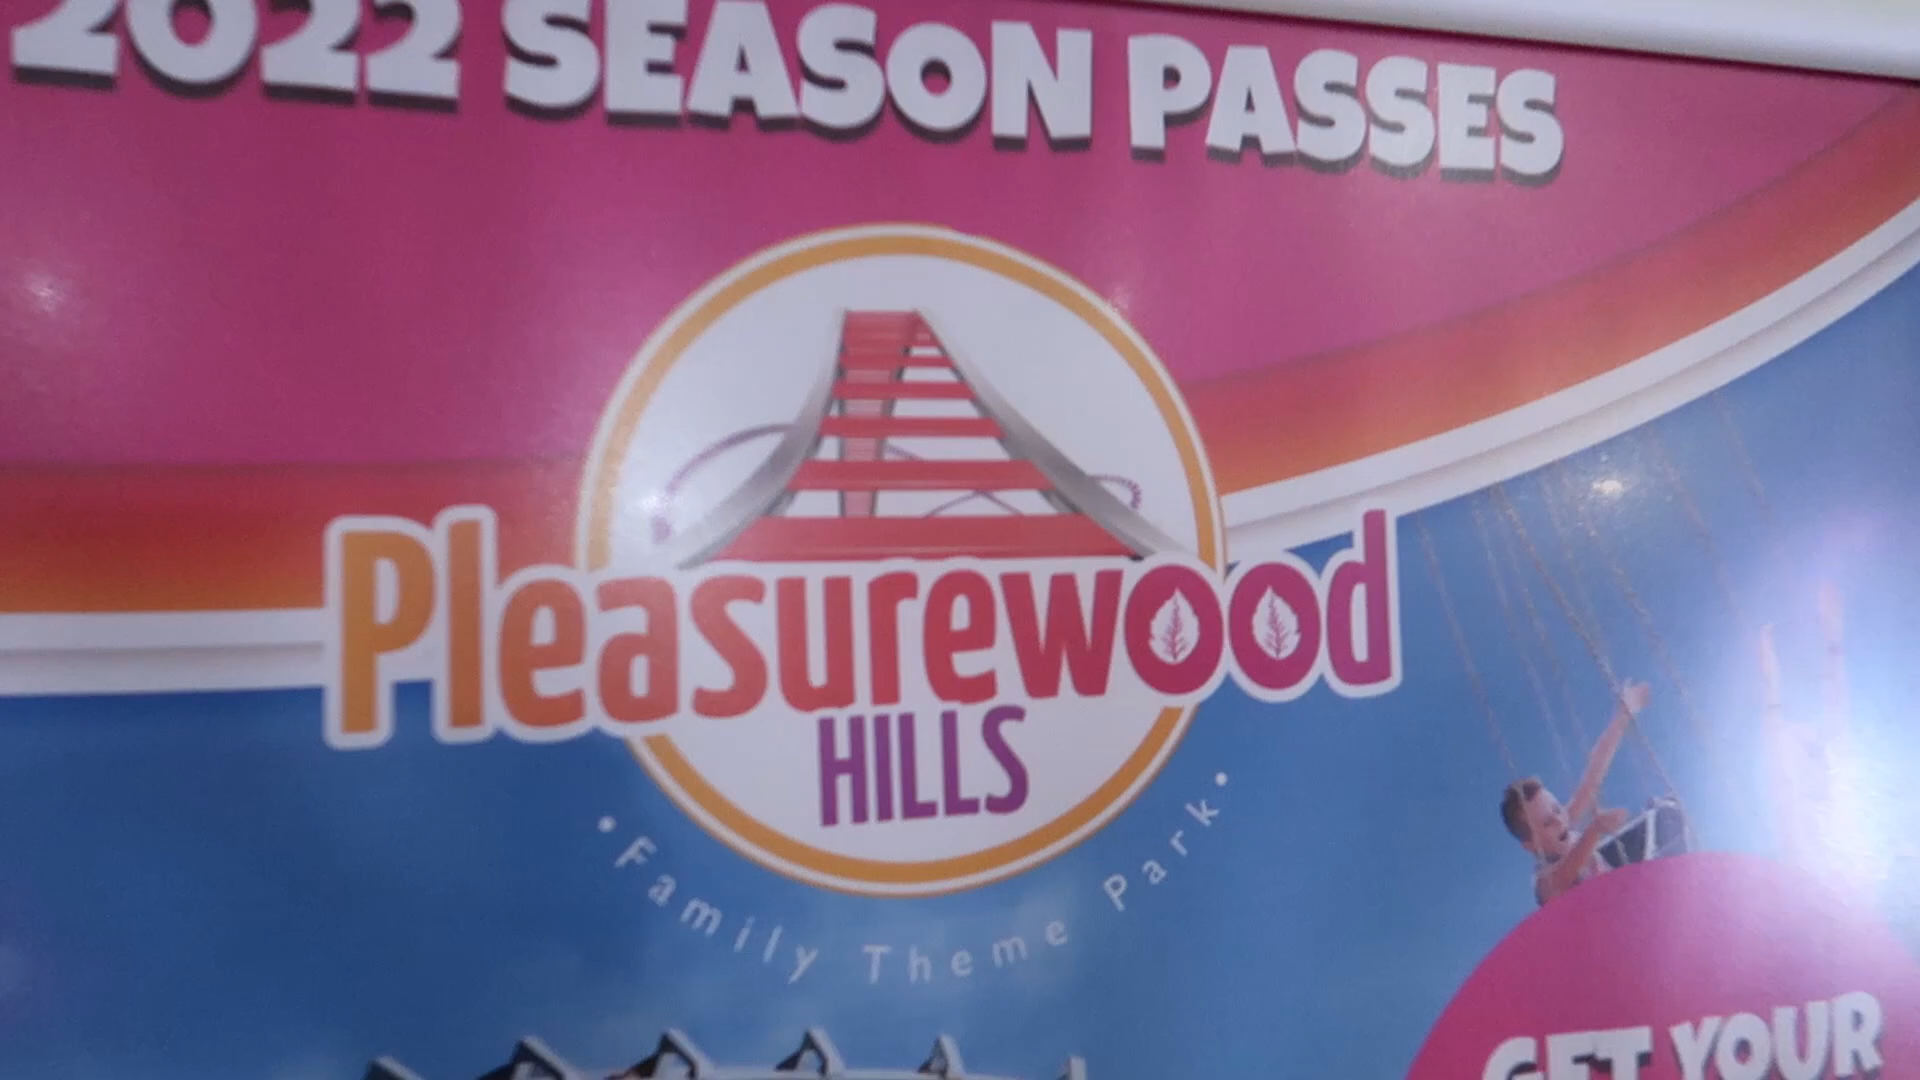 2022 SEASON PASSES
Pleasurewood
HILLS
•Family Theme Park•
GET YOUR